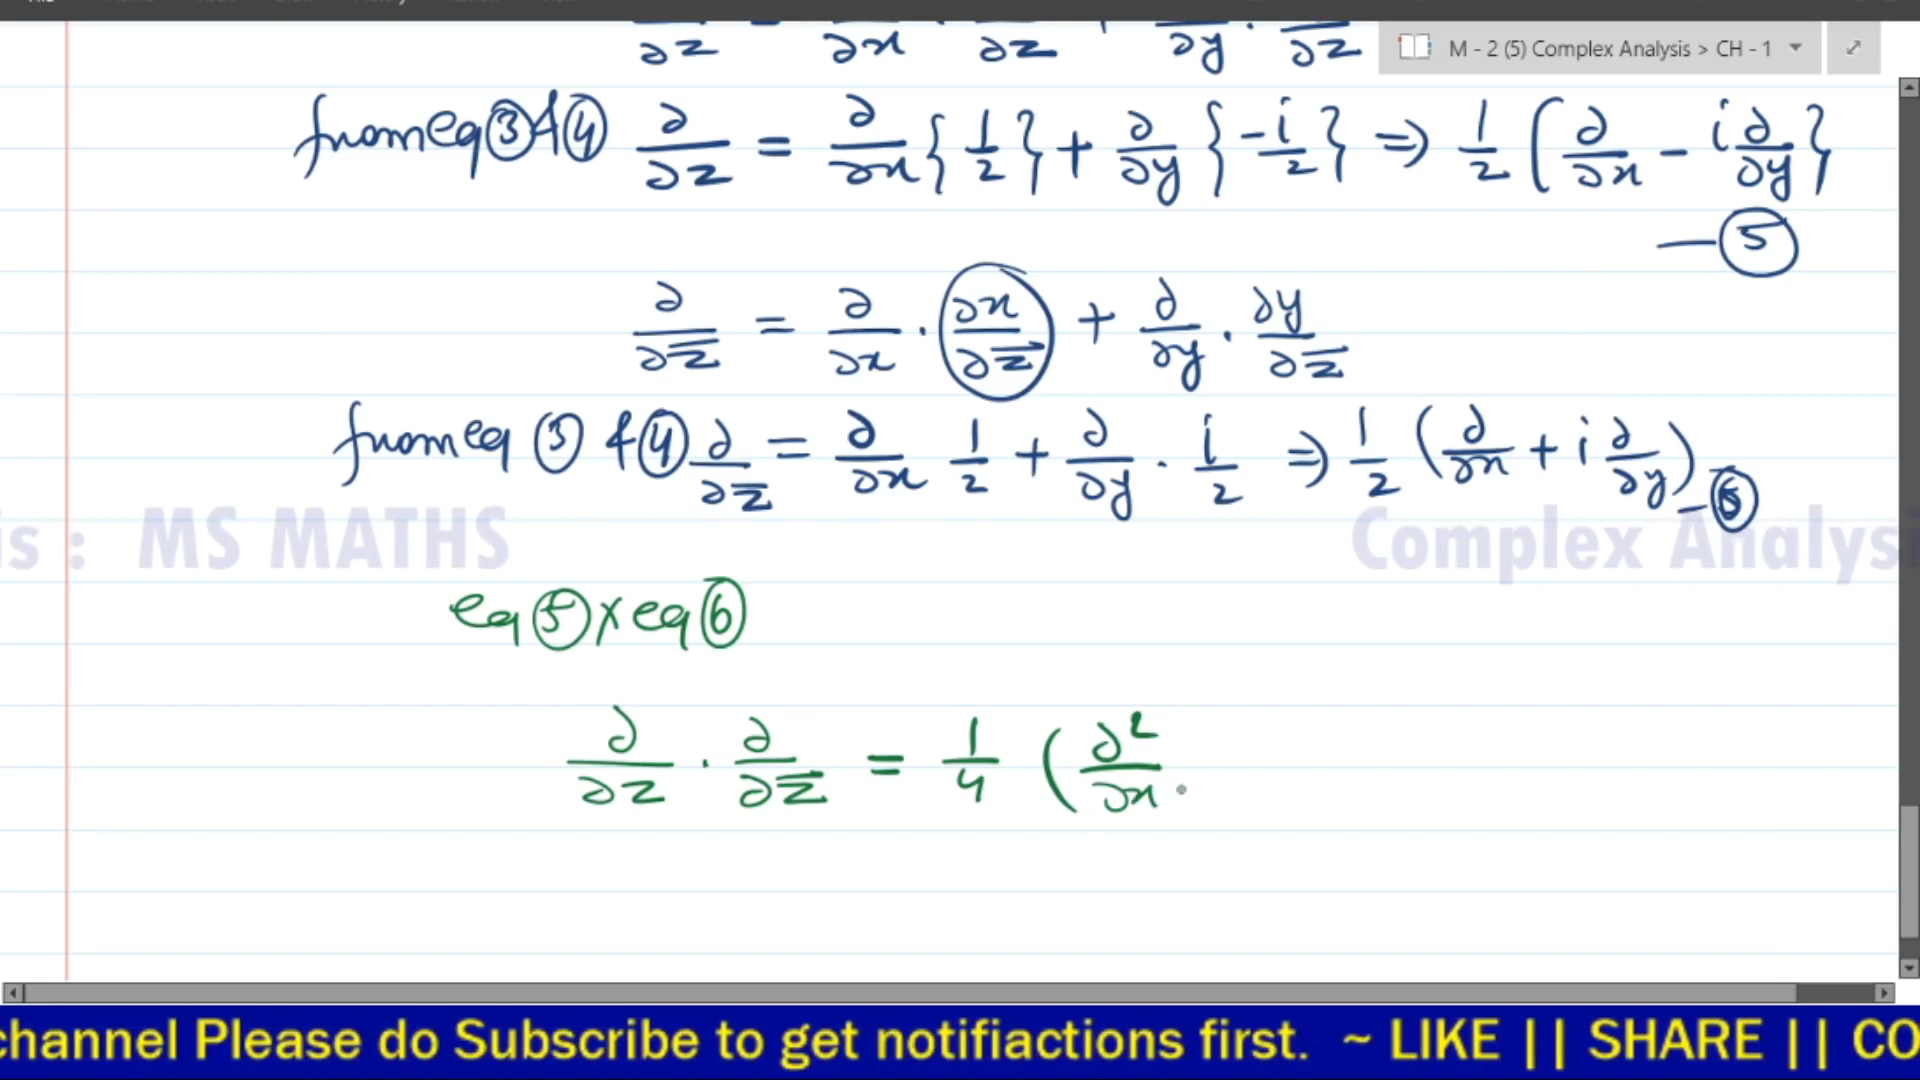 ∂z ∂x ∂z ∂y · ∂z
M - 2 (5) Complex Analysis > CH - 1
from eq ③ & ④ ∂/∂z = ∂/∂x {1/2} + ∂/∂y {-i/2} ⇒ 1/2 (∂/∂x - i∂/∂y}
— ⑤
∂/∂z̅ = ∂/∂x · ∂x/∂z̅ + ∂/∂y · ∂y/∂z̅
from eq ③ & ④ ∂/∂z̅ = ∂/∂x 1/2 + ∂/∂y · i/2 ⇒ 1/2 (∂/∂x + i ∂/∂y) - ⑥
is : MS MATHS Complex Analysi
eq ⑤ x eq ⑥
∂/∂z · ∂/∂z̅ = 1/4 (∂²/∂x
channel Please do Subscribe to get notifiactions first. ~ LIKE || SHARE || CO